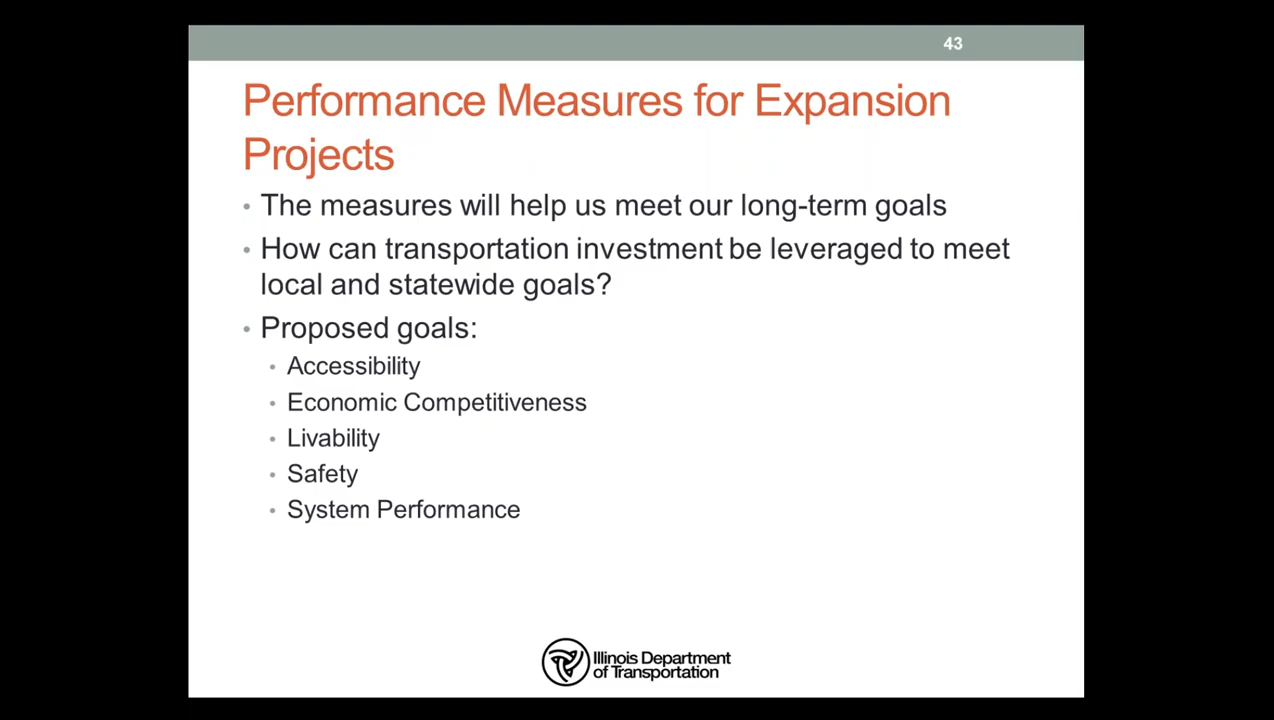 43
Performance Measures for Expansion
Projects
• The measures will help us meet our long-term goals
• How can transportation investment be leveraged to meet
local and statewide goals?
• Proposed goals:
• Accessibility
• Economic Competitiveness
• Livability
• Safety
• System Performance
Illinois Department
of Transportation